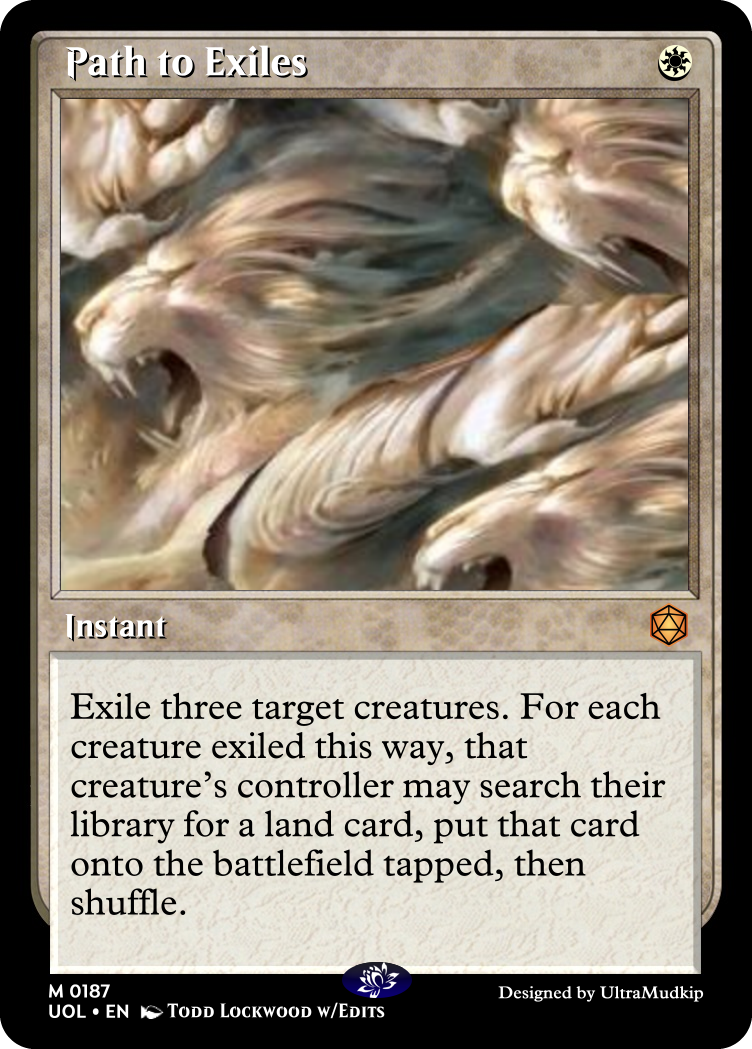 Path to Exiles
Instant
Exile three target creatures. For each
creature exiled this way, that
creature's controller may search their
library for a land card, put that card
onto the battlefield tapped, then
shuffle.
M 0187
UOL • EN Todd Lockwood w/Edits
Designed by UltraMudkip